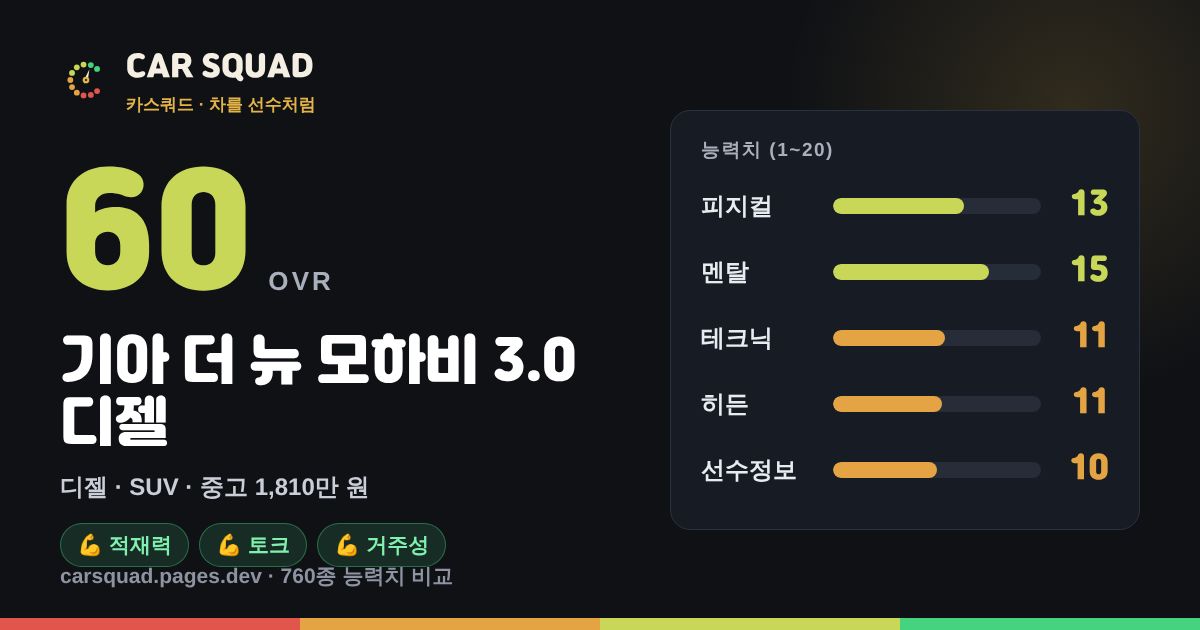 CAR SQUAD
카스쿼드 · 차를 선수처럼
60 OVR
기아 더 뉴 모하비 3.0
디젤
디젤 · SUV · 중고 1,810만 원
💪 적재력 💪 토크 💪 거주성
carsquad.pages.dev · 760종 능력치 비교
능력치 (1~20)
피지컬 13
멘탈 15
테크닉 11
히든 11
선수정보 10